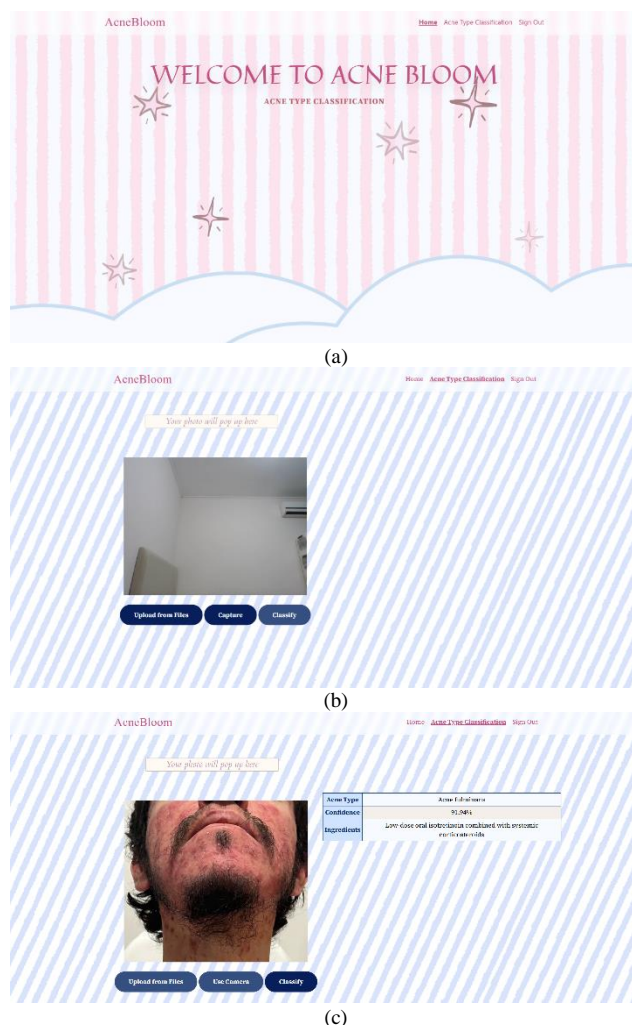 AcneBloom
Home Acne Type Classification Sign Out
WELCOME TO ACNE BLOOM
ACNE TYPE CLASSIFICATION
(a)
AcneBloom
Home Acne Type Classification Sign Out
Your photo will pop up here
Upload from Files Capture Classify
(b)
AcneBloom
Home Acne Type Classification Sign Out
Your photo will pop up here
Acne Type Acne fulminans
Confidence 91.94%
Ingredients Low-dose oral isotretinoin combined with systemic
corticosteroids
Upload from Files Use Camera Classify
(c)